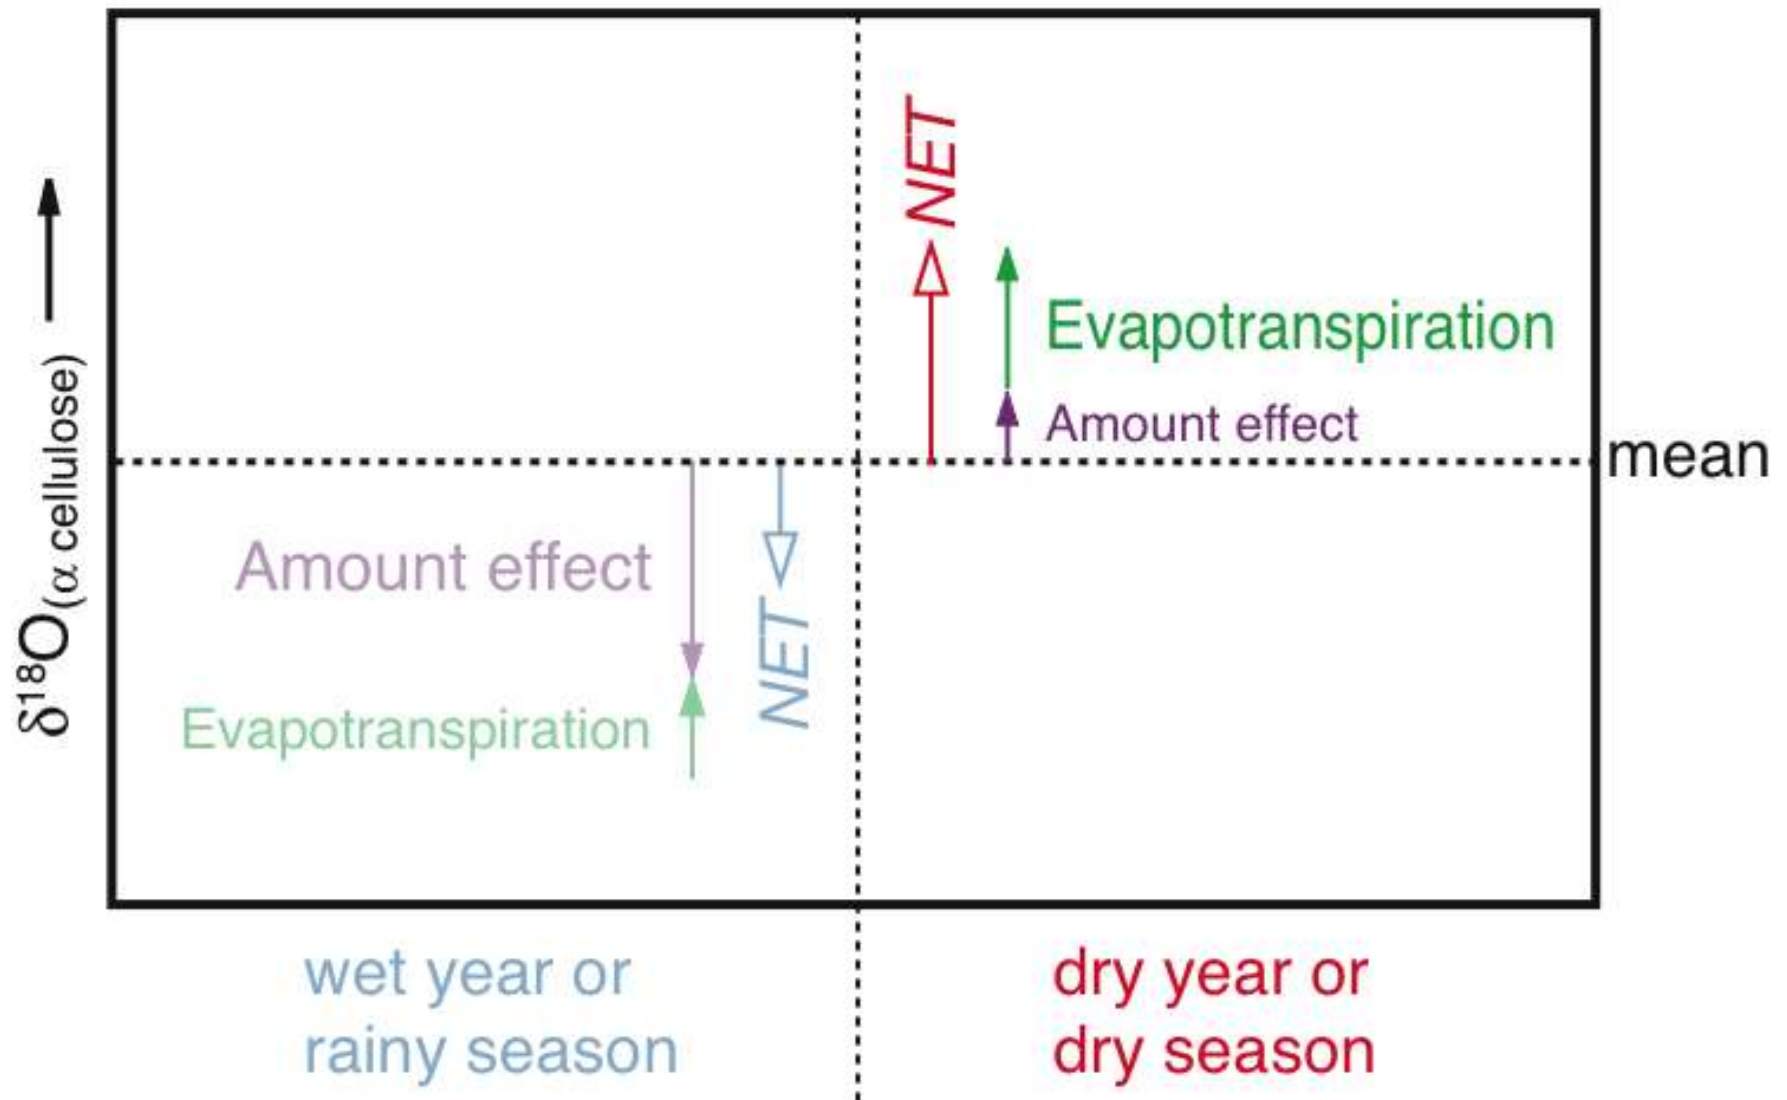 δ¹⁸O(α cellulose)
NET
Evapotranspiration
Amount effect
mean
Amount effect
NET
Evapotranspiration
wet year or
rainy season
dry year or
dry season